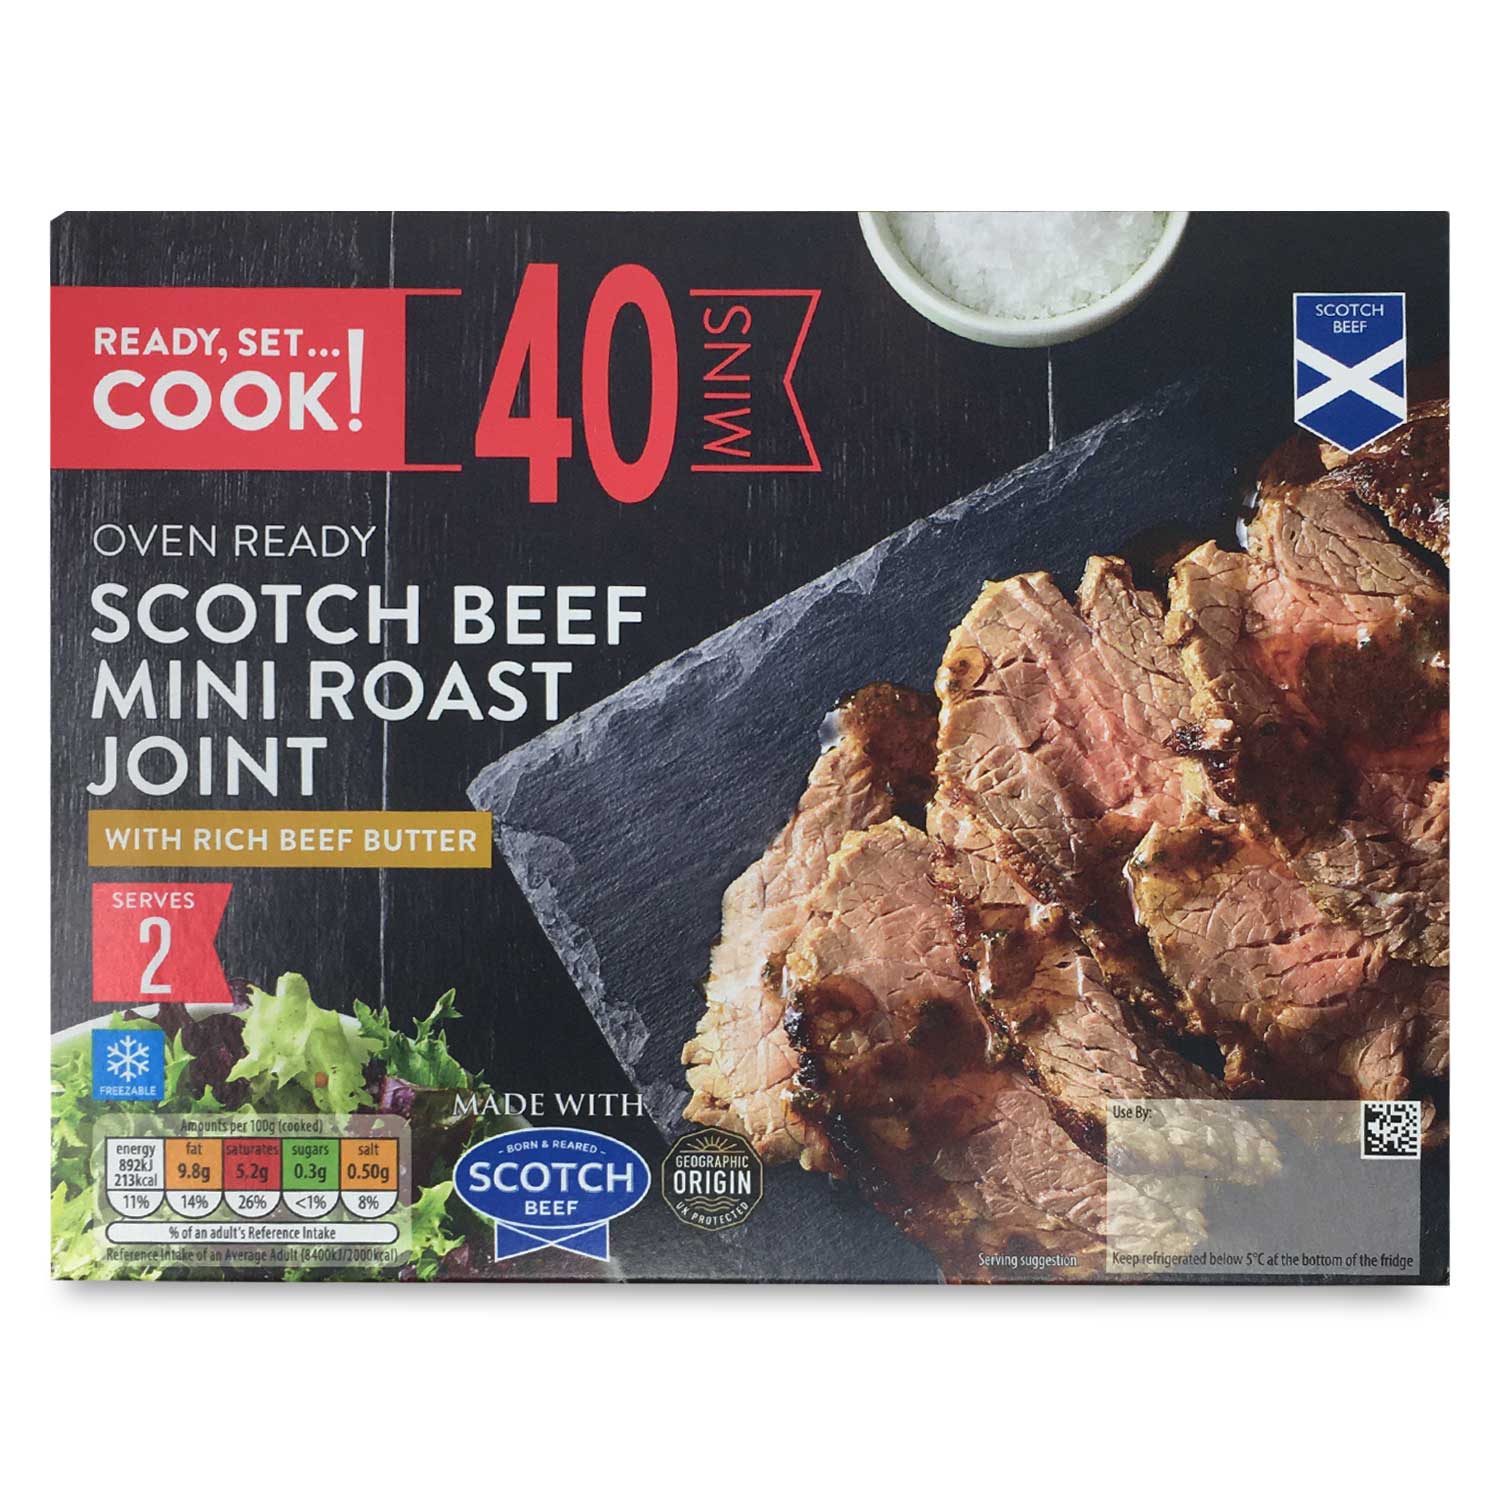 READY, SET...
COOK!
40
MINS
SCOTCH
BEEF
OVEN READY
SCOTCH BEEF
MINI ROAST
JOINT
WITH RICH BEEF BUTTER
SERVES
2
FREEZABLE
Amounts per 100g (cooked)
energy fat saturates sugars salt
892kJ
213kcal 9.8g 5.2g 0.3g 0.50g
11% 14% 26% <1% 8%
% of an adult's Reference Intake
Reference Intake of an Average Adult (8400kJ/2000kcal)
MADE WITH
- BORN & REARED -
SCOTCH
BEEF
GEOGRAPHIC
ORIGIN
UK PROTECTED
Serving suggestion
Use By:
Keep refrigerated below 5°C at the bottom of the fridge